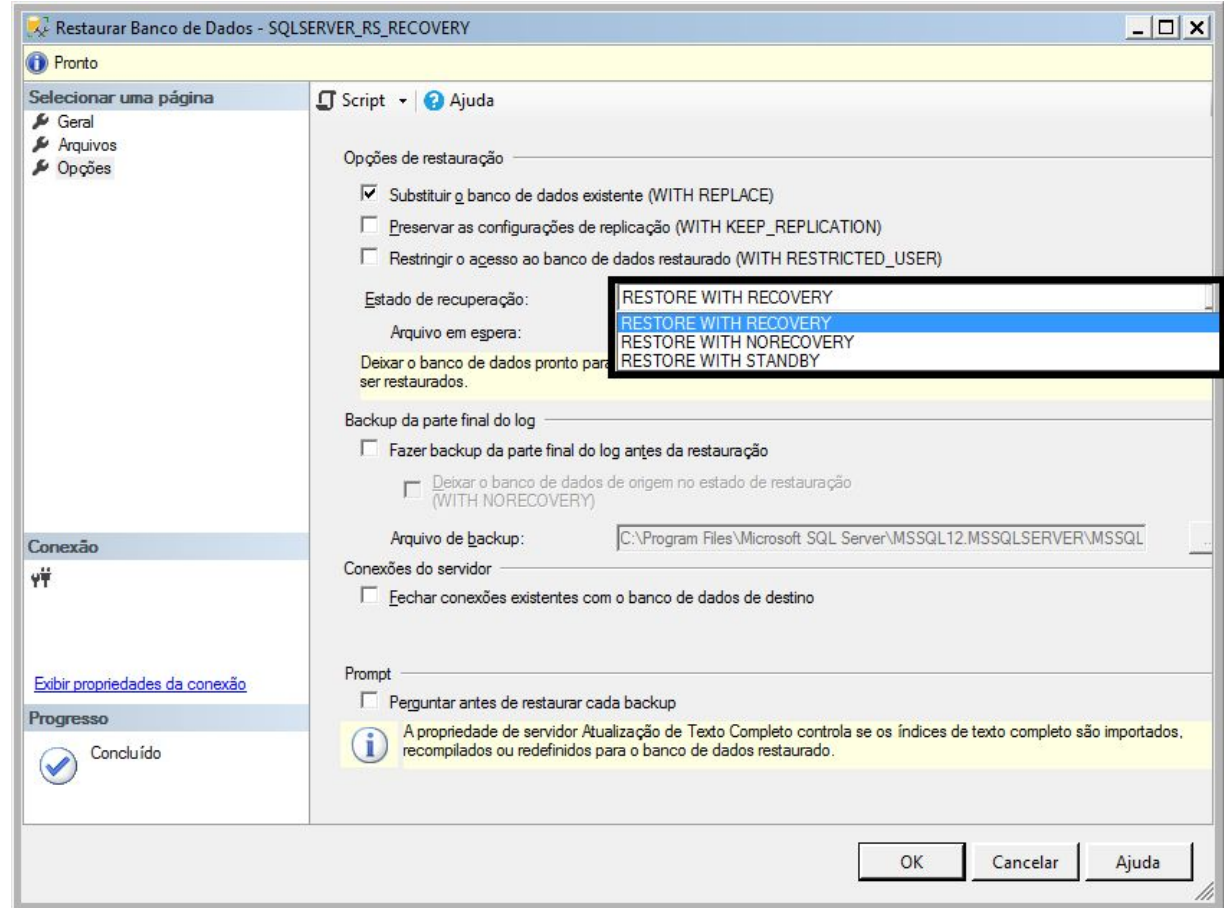 Restaurar Banco de Dados - SQLSERVER_RS_RECOVERY
Pronto
Selecionar uma página
Geral
Arquivos
Opções
Script
Ajuda
Opções de restauração
Substituir o banco de dados existente (WITH REPLACE)
Preservar as configurações de replicação (WITH KEEP_REPLICATION)
Restringir o acesso ao banco de dados restaurado (WITH RESTRICTED_USER)
Estado de recuperação:
RESTORE WITH RECOVERY
RESTORE WITH RECOVERY
RESTORE WITH NORECOVERY
RESTORE WITH STANDBY
Arquivo em espera:
Deixar o banco de dados pronto para
ser restaurados.
Backup da parte final do log
Fazer backup da parte final do log antes da restauração
Deixar o banco de dados de origem no estado de restauração
(WITH NORECOVERY)
Arquivo de backup:
C:\Program Files\Microsoft SQL Server\MSSQL12.MSSQLSERVER\MSSQL
...
Conexões do servidor
Fechar conexões existentes com o banco de dados de destino
Prompt
Perguntar antes de restaurar cada backup
A propriedade de servidor Atualização de Texto Completo controla se os índices de texto completo são importados,
recompilados ou redefinidos para o banco de dados restaurado.
Conexão
Exibir propriedades da conexão
Progresso
Concluído
OK
Cancelar
Ajuda